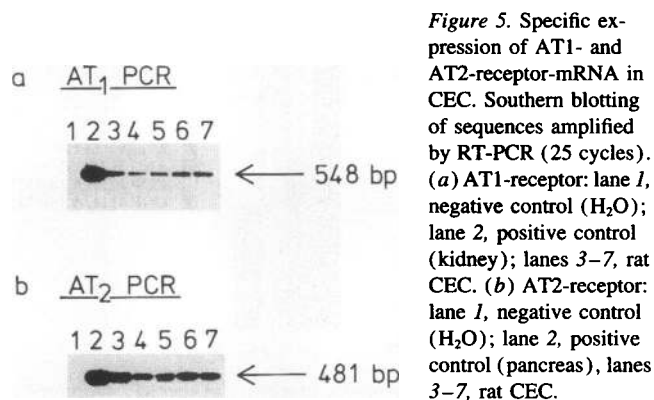 a AT1 PCR
1 2 3 4 5 6 7
548 bp
b AT2 PCR
1 2 3 4 5 6 7
481 bp
Figure 5. Specific ex-
pression of AT1- and
AT2-receptor-mRNA in
CEC. Southern blotting
of sequences amplified
by RT-PCR (25 cycles).
(a) AT1-receptor: lane 1,
negative control (H₂O);
lane 2, positive control
(kidney); lanes 3–7, rat
CEC. (b) AT2-receptor:
lane 1, negative control
(H₂O); lane 2, positive
control (pancreas), lanes
3–7, rat CEC.